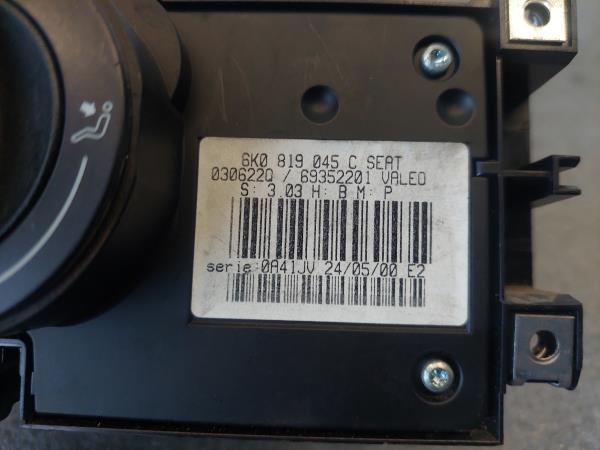 6K0 819 045 C SEAT
030622Q / 69352201 VALEO
S: 3.03 H: B M: P
serie:0A41JV 24/05/00 E2